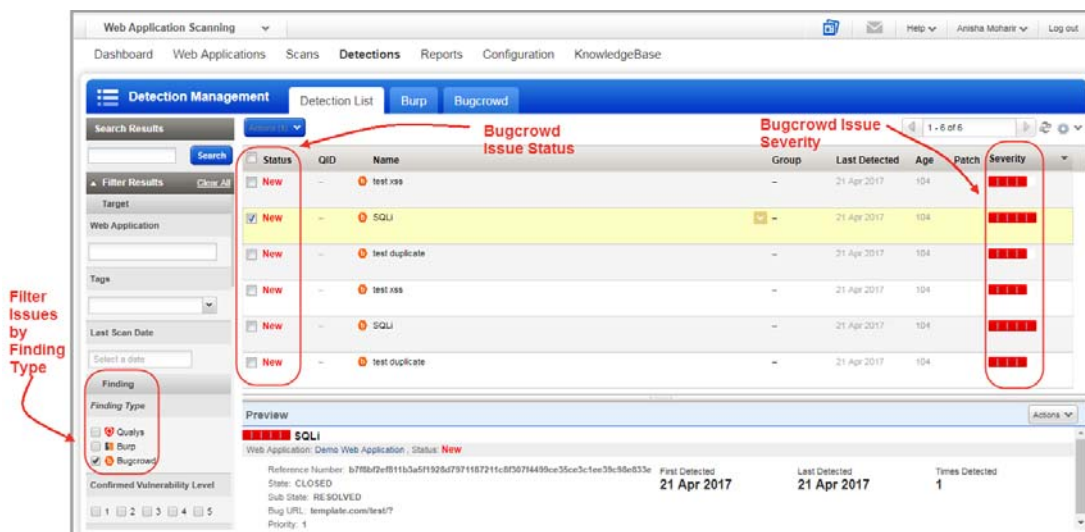 Web Application Scanning
Help Anisha Moharir Log out
Dashboard Web Applications Scans Detections Reports Configuration KnowledgeBase
Detection Management Detection List Burp Bugcrowd
Search Results
Search
Filter Results Clear All
Target
Web Application
Tags
Last Scan Date
Select a date
Finding
Finding Type
Qualys
Burp
Bugcrowd
Confirmed Vulnerability Level
1 2 3 4 5
Filter
Issues
by
Finding
Type
Actions (1)
Bugcrowd
Issue Status
Bugcrowd Issue
Severity
1 - 6 of 6
Status QID Name Group Last Detected Age Patch Severity
New – test xss – 21 Apr 2017 104
New – SQLi – 21 Apr 2017 104
New – test duplicate – 21 Apr 2017 104
New – test xss – 21 Apr 2017 104
New – SQLi – 21 Apr 2017 104
New – test duplicate – 21 Apr 2017 104
Preview Actions
SQLi
Web Application: Demo Web Application , Status: New
Reference Number:
State: CLOSED
Sub State: RESOLVED
Bug URL: template.com/test/?
Priority: 1
First Detected
21 Apr 2017
Last Detected
21 Apr 2017
Times Detected
1